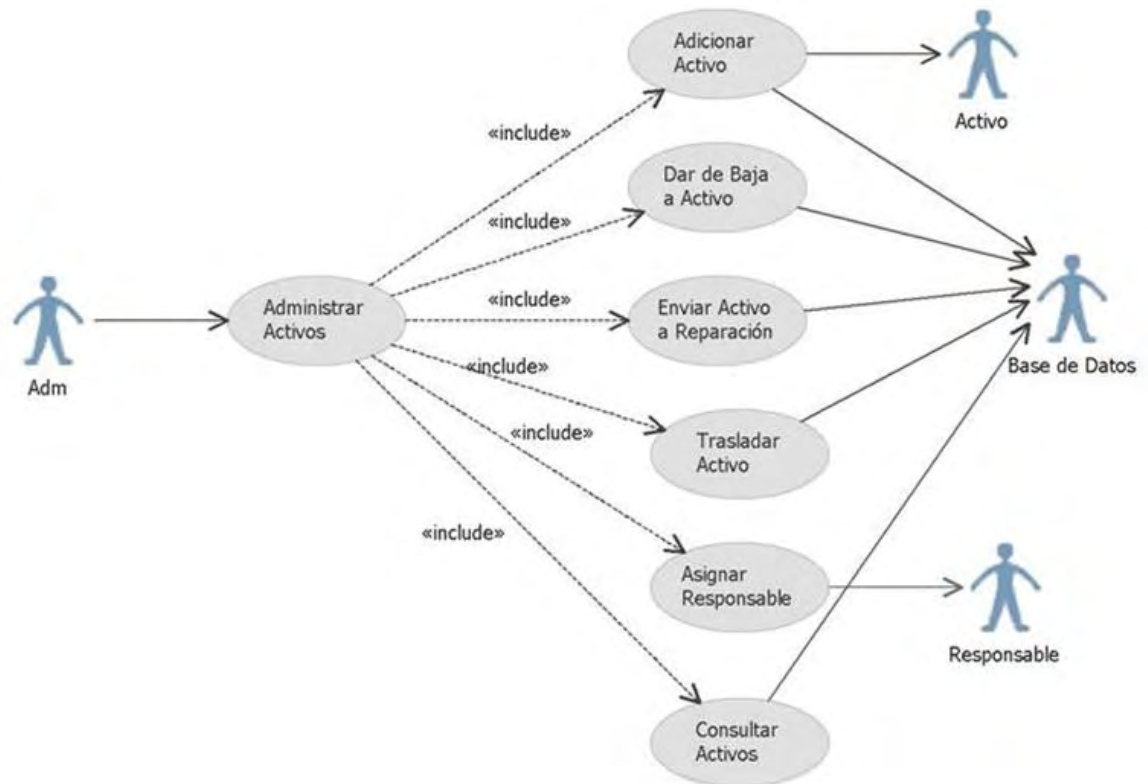 Adicionar
Activo
Activo
«include»
Dar de Baja
a Activo
«include»
Administrar
Activos
«include»
Enviar Activo
a Reparación
Base de Datos
Adm
«include»
«include»
Trasladar
Activo
«include»
Asignar
Responsable
Responsable
Consultar
Activos